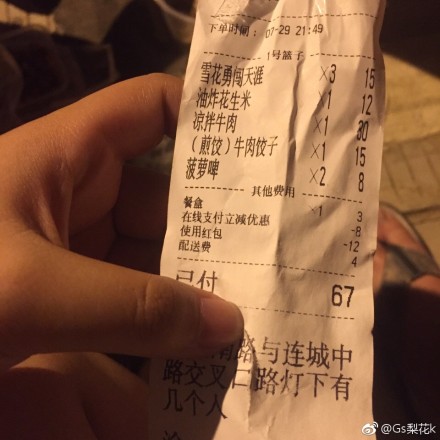 下单时间: 07-29 21:49
1号篮子
雪花勇闯天涯 ×3 15
油炸花生米 ×1 12
凉拌牛肉 ×1 30
（煎饺）牛肉饺子 ×1 15
菠萝啤 ×2 8
其他费用
餐盒 ×1 3
在线支付立减优惠 -8
使用红包 -12
配送费 4
已付 67
路与连城中
路交叉口路灯下有
几个人
@Gs梨花k